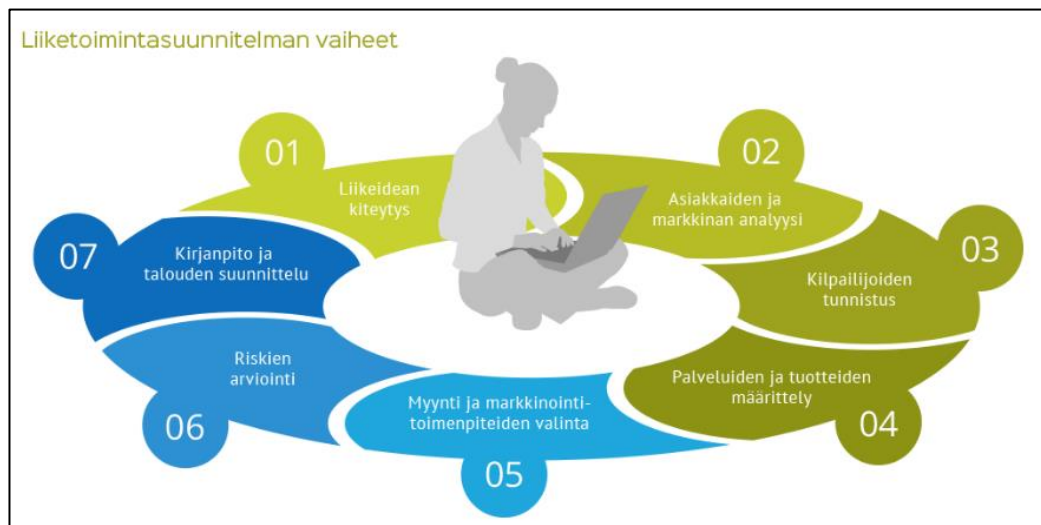 Liiketoimintasuunnitelman vaiheet
01
Liikeidean
kiteytys
02
Asiakkaiden ja
markkinan analyysi
03
Kilpailijoiden
tunnistus
04
Palveluiden ja tuotteiden
määrittely
05
Myynti ja markkinointi-
toimenpiteiden valinta
06
Riskien
arviointi
07
Kirjanpito ja
talouden suunnittelu